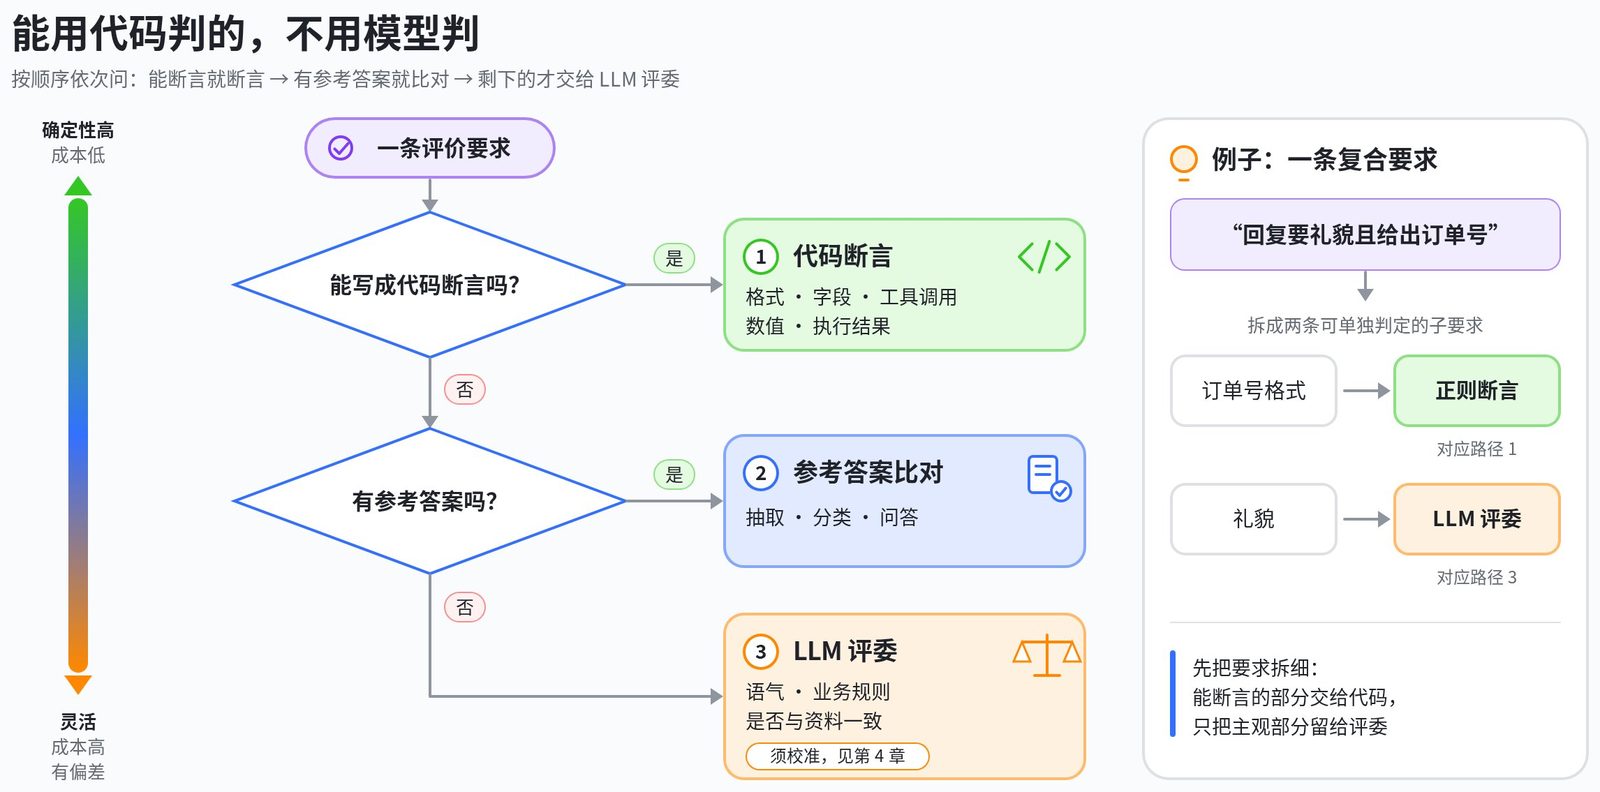 能用代码判的，不用模型判
按顺序依次问：能断言就断言 → 有参考答案就比对 → 剩下的才交给 LLM 评委
确定性高
成本低
灵活
成本高
有偏差
一条评价要求
能写成代码断言吗？
是
否
1 代码断言
</>
格式 · 字段 · 工具调用
数值 · 执行结果
有参考答案吗？
是
否
2 参考答案比对
抽取 · 分类 · 问答
3 LLM 评委
语气 · 业务规则
是否与资料一致
须校准，见第 4 章
例子：一条复合要求
“回复要礼貌且给出订单号”
拆成两条可单独判定的子要求
订单号格式
正则断言
对应路径 1
礼貌
LLM 评委
对应路径 3
先把要求拆细：
能断言的部分交给代码，
只把主观部分留给评委